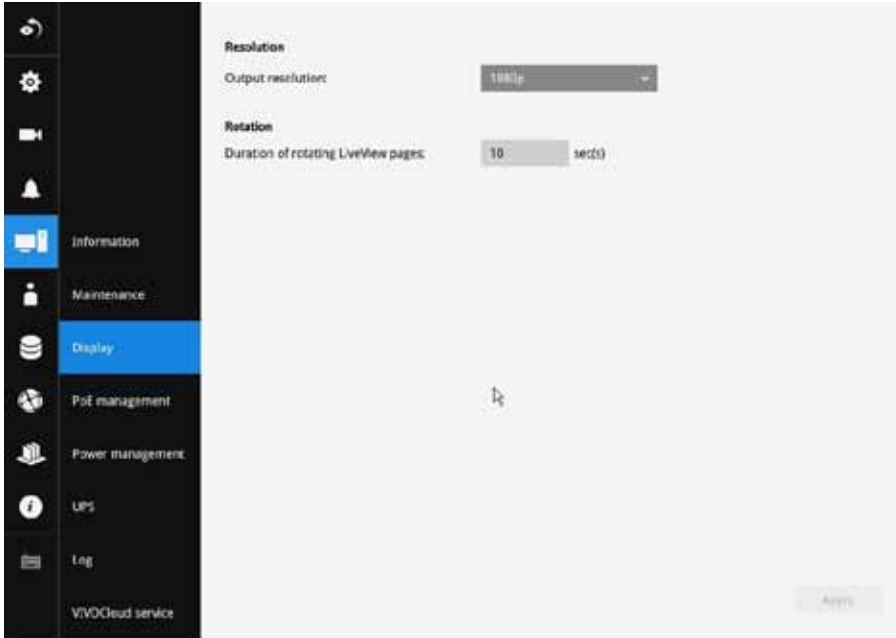 Resolution
Output resolution:
1080p
Rotation
Duration of rotating LiveView pages:
10
sec(s)
Information
Maintenance
Display
PoE management
Power management
UPS
Log
VIVOCloud service
Apply